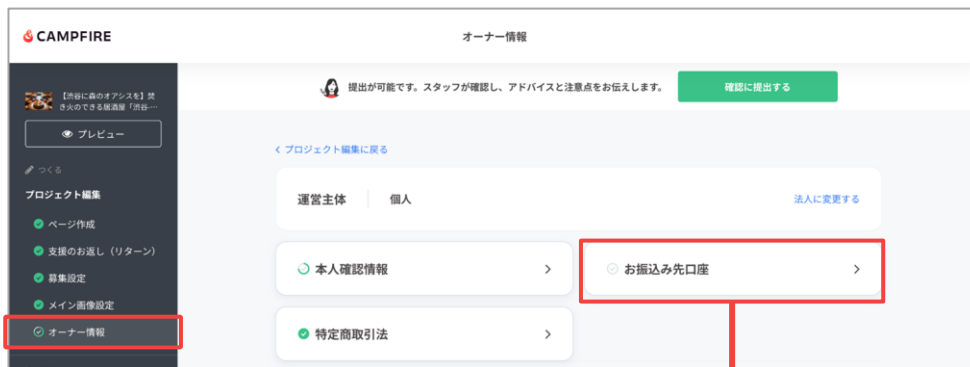 CAMPFIRE
オーナー情報
提出が可能です。スタッフが確認し、アドバイスと注意点をお伝えします。
確認に提出する
【渋谷に森のオアシスを】焚
き火のできる居酒屋「渋谷-…
プレビュー
つくる
プロジェクト編集
ページ作成
支援のお返し（リターン）
募集設定
メイン画像設定
オーナー情報
プロジェクト編集に戻る
運営主体 個人
法人に変更する
本人確認情報
お振込み先口座
特定商取引法